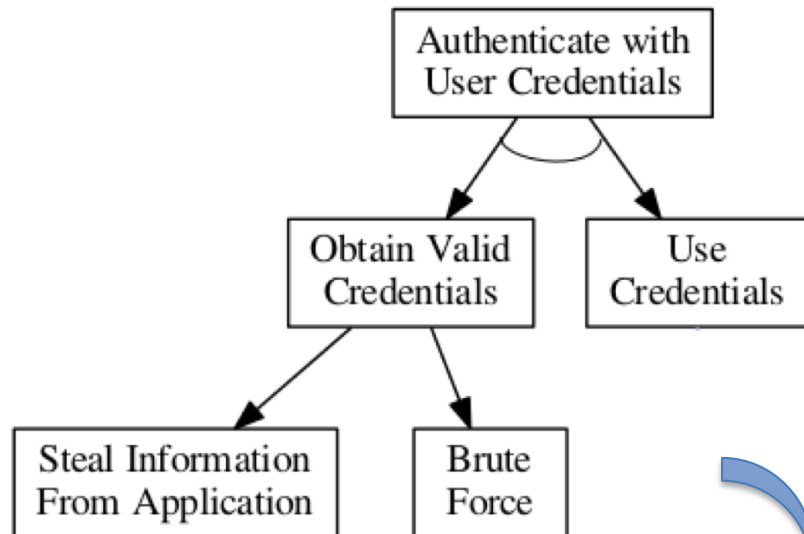 Authenticate with
User Credentials
Obtain Valid
Credentials
Use
Credentials
Steal Information
From Application
Brute
Force